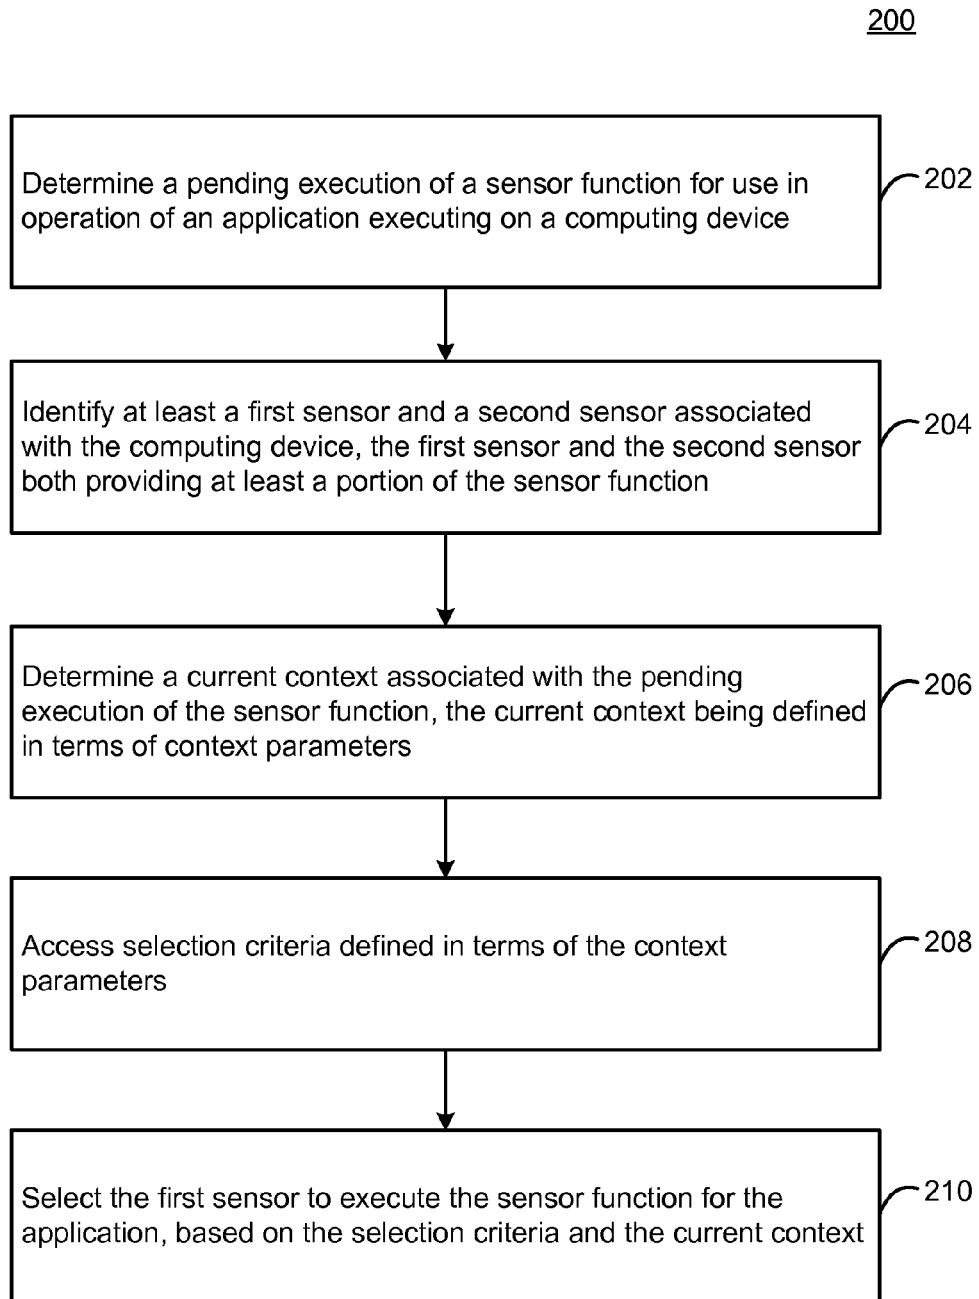 200
Determine a pending execution of a sensor function for use in
operation of an application executing on a computing device
202
Identify at least a first sensor and a second sensor associated
with the computing device, the first sensor and the second sensor
both providing at least a portion of the sensor function
204
Determine a current context associated with the pending
execution of the sensor function, the current context being defined
in terms of context parameters
206
Access selection criteria defined in terms of the context
parameters
208
Select the first sensor to execute the sensor function for the
application, based on the selection criteria and the current context
210